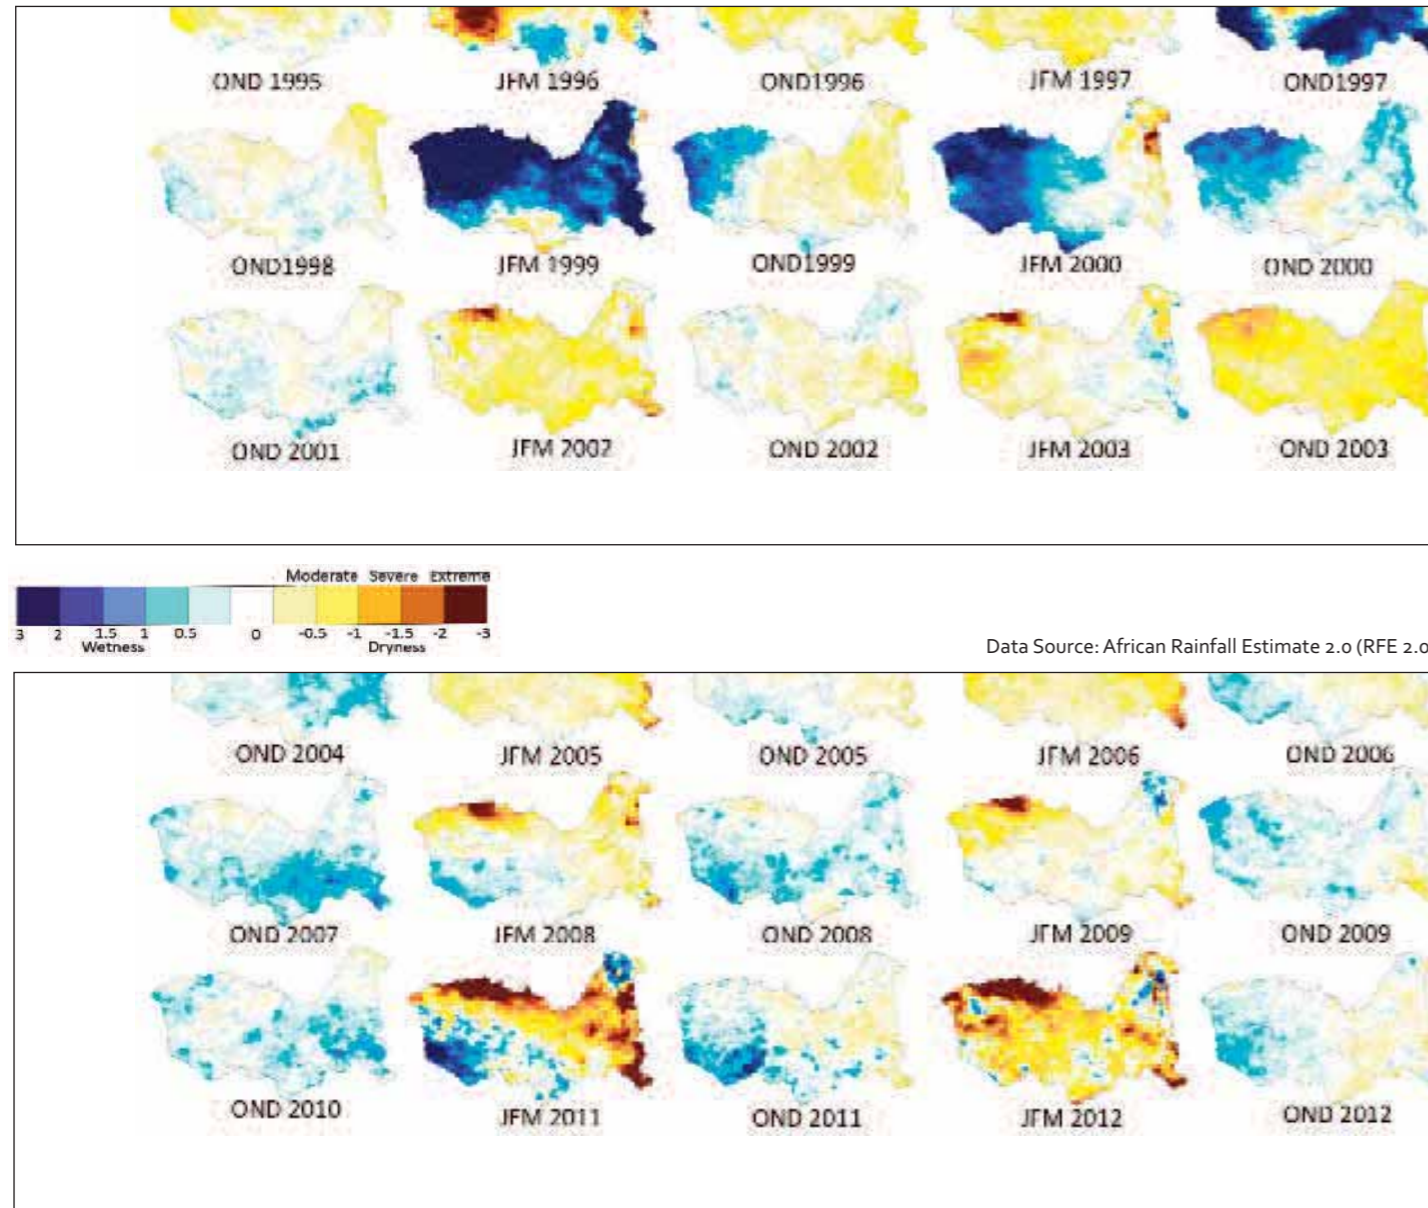 OND 1995 JFM 1996 OND1996 JFM 1997 OND1997
OND1998 JFM 1999 OND1999 JFM 2000 OND 2000
OND 2001 JFM 2002 OND 2002 JFM 2003 OND 2003
Moderate Severe Extreme
3 2 1.5 1 0.5 0 -0.5 -1 -1.5 -2 -3
Wetness Dryness
Data Source: African Rainfall Estimate 2.0 (RFE 2.0
OND 2004 JFM 2005 OND 2005 JFM 2006 OND 2006
OND 2007 JFM 2008 OND 2008 JFM 2009 OND 2009
OND 2010 JFM 2011 OND 2011 JFM 2012 OND 2012